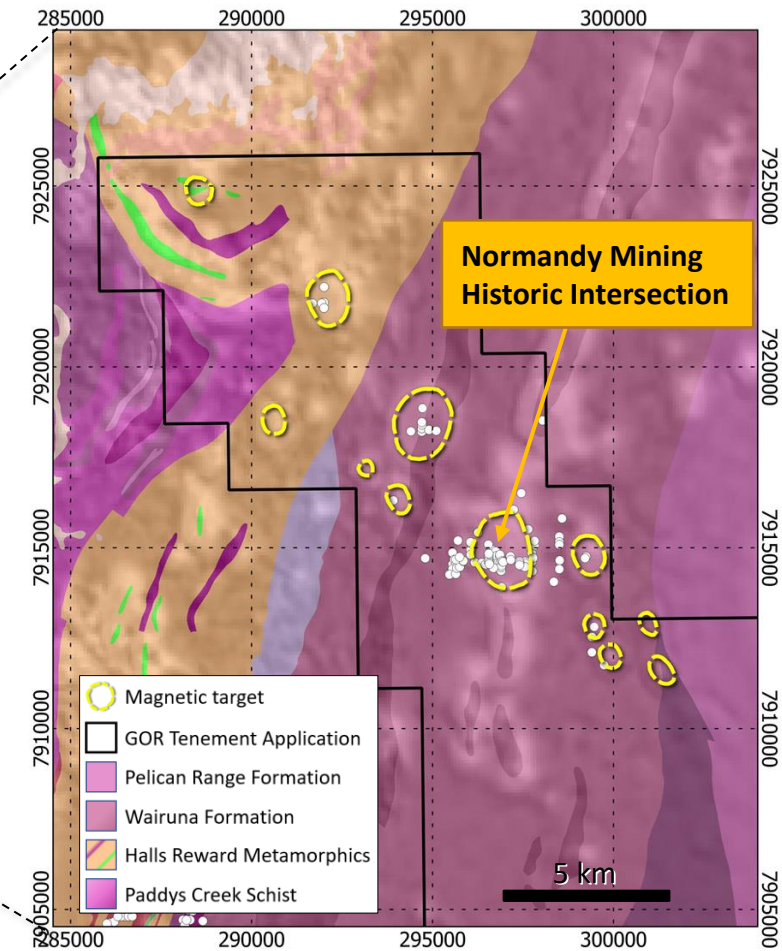 285000 290000 295000 300000
7925000 7925000
Normandy Mining
Historic Intersection
7920000 7920000
7915000 7915000
7910000 7910000
7905000 7905000
Magnetic target
GOR Tenement Application
Pelican Range Formation
Wairuna Formation
Halls Reward Metamorphics
Paddys Creek Schist
5 km
285000 290000 295000 300000